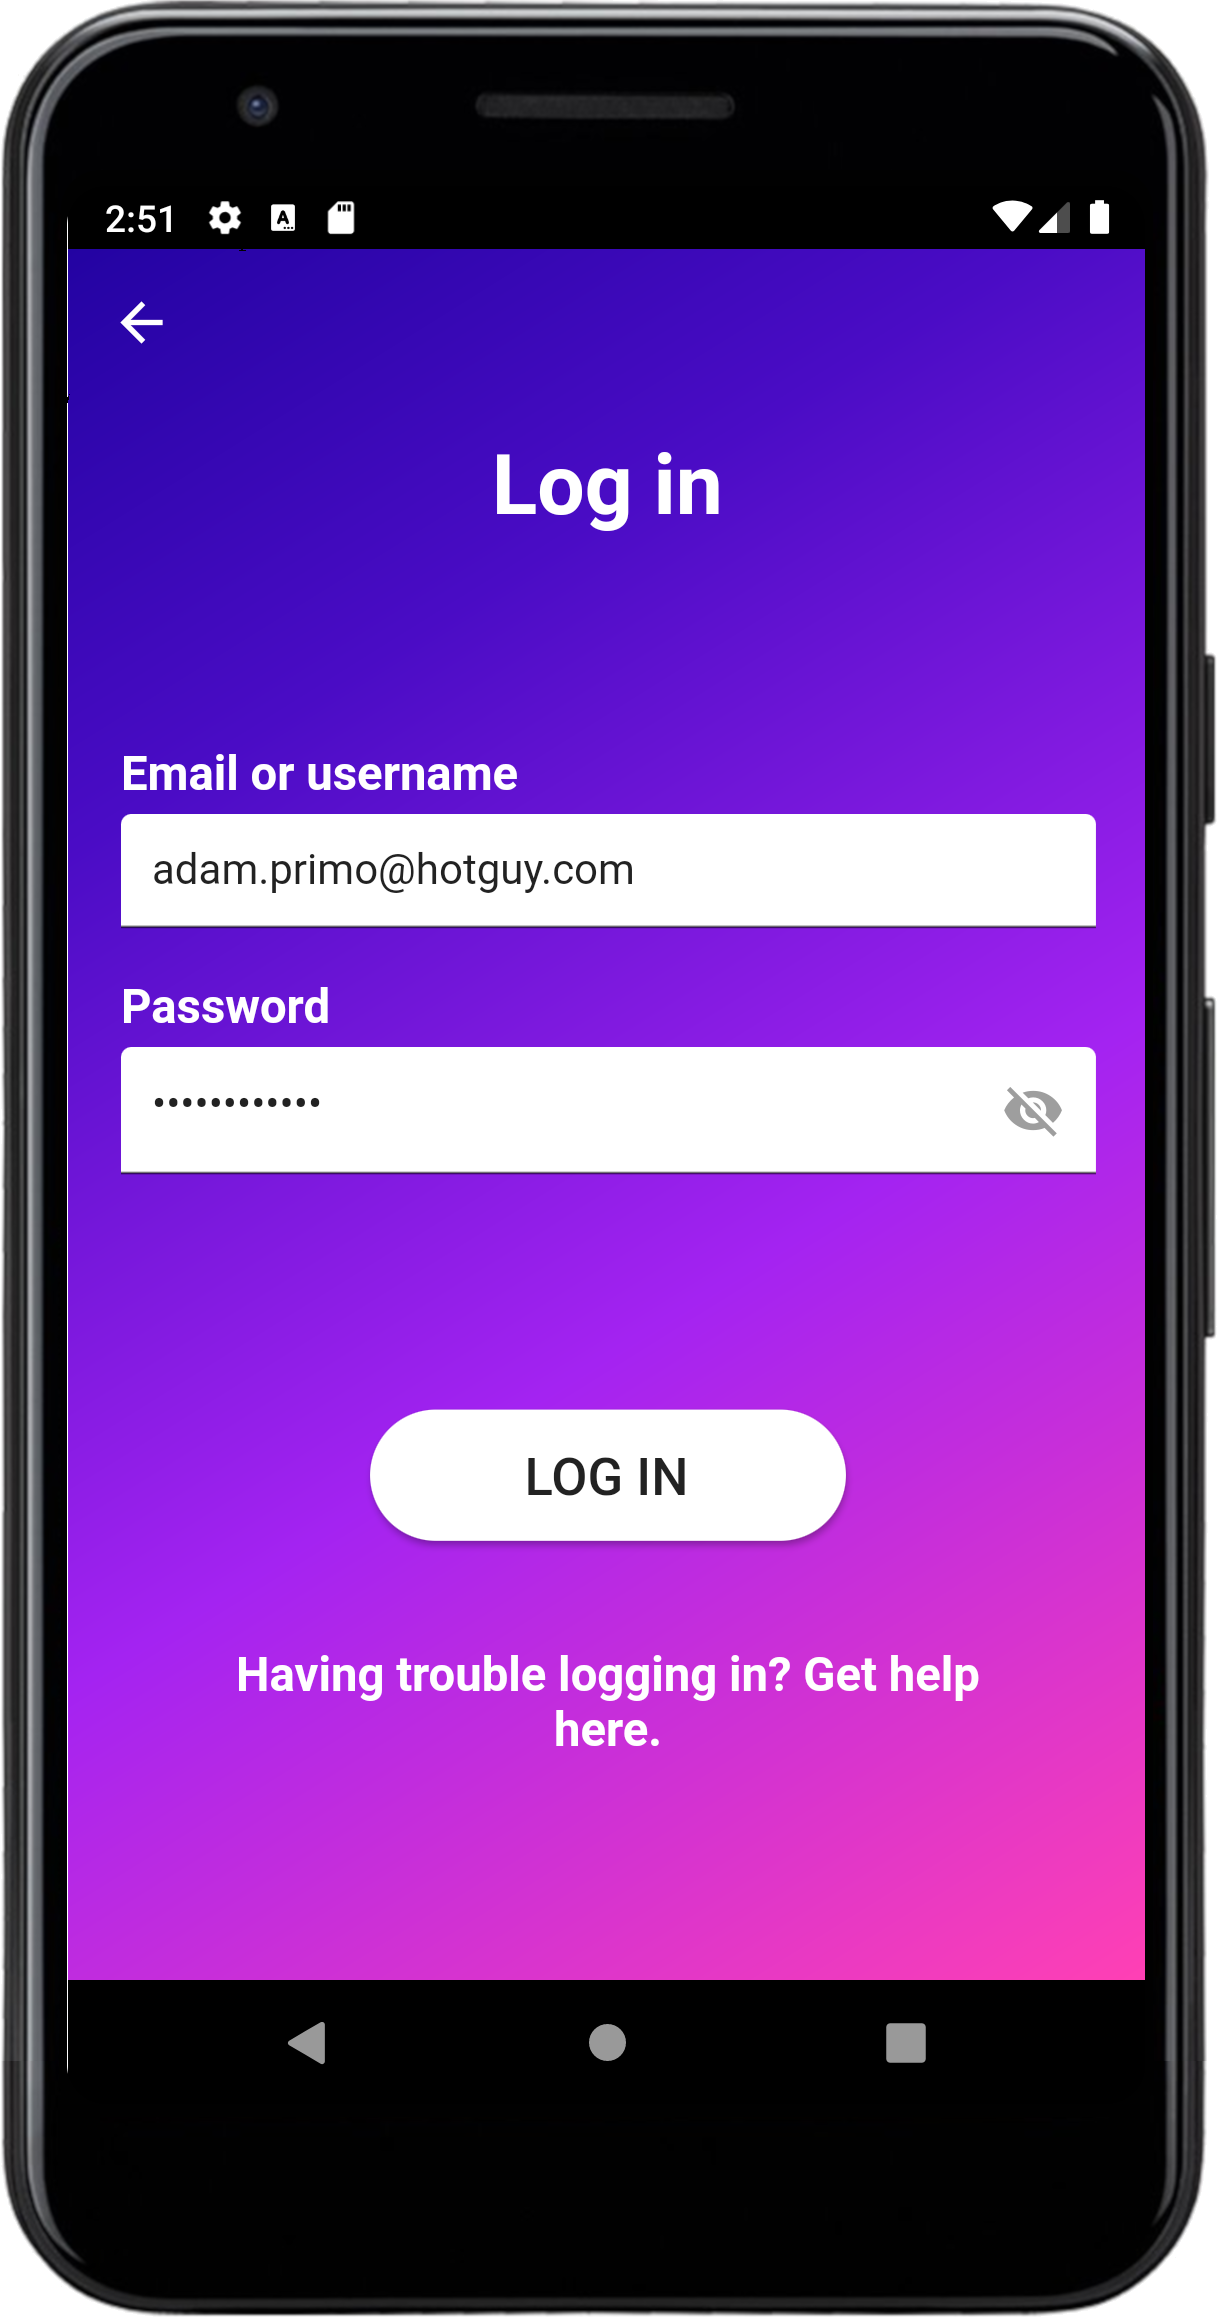 2:51
Log in
Email or username
adam.primo@hotguy.com
Password
••••••••••••
LOG IN
Having trouble logging in? Get help
here.